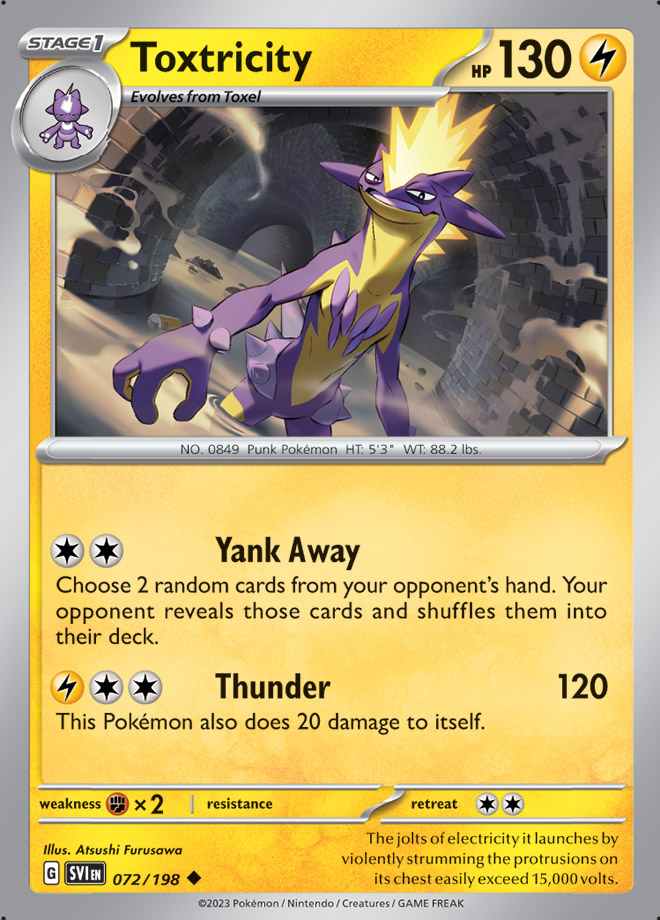 STAGE1
Toxtricity
HP 130
Evolves from Toxel
NO. 0849 Punk Pokémon HT: 5'3" WT: 88.2 lbs.
Yank Away
Choose 2 random cards from your opponent's hand. Your
opponent reveals those cards and shuffles them into
their deck.
Thunder 120
This Pokémon also does 20 damage to itself.
weakness ×2 resistance retreat
Illus. Atsushi Furusawa
G SVI EN 072/198
The jolts of electricity it launches by
violently strumming the protrusions on
its chest easily exceed 15,000 volts.
©2023 Pokémon / Nintendo / Creatures / GAME FREAK